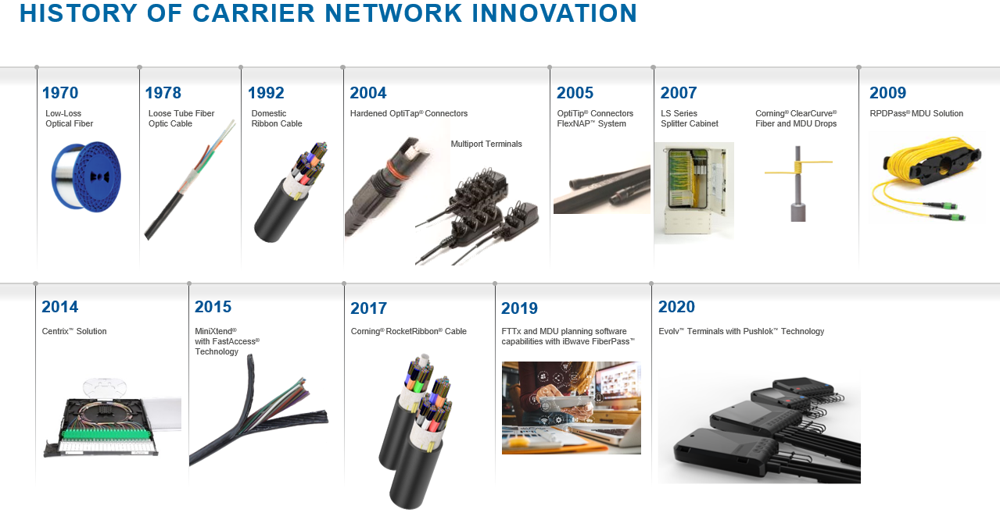 HISTORY OF CARRIER NETWORK INNOVATION
1970
Low-Loss
Optical Fiber
1978
Loose Tube Fiber
Optic Cable
1992
Domestic
Ribbon Cable
2004
Hardened OptiTap® Connectors
Multiport Terminals
2005
OptiTip® Connectors
FlexNAP™ System
2007
LS Series
Splitter Cabinet
Corning® ClearCurve®
Fiber and MDU Drops
2009
RPDPass® MDU Solution
2014
Centrix™ Solution
2015
MiniXtend®
with FastAccess®
Technology
2017
Corning® RocketRibbon® Cable
2019
FTTx and MDU planning software
capabilities with iBwave FiberPass™
2020
Evolv™ Terminals with Pushlok™ Technology